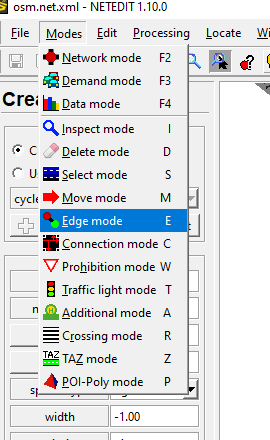 osm.net.xml - NETEDIT 1.10.0
File Modes Edit Processing Locate
Network mode F2
Demand mode F3
Data mode F4
Inspect mode I
Delete mode D
Select mode S
Move mode M
Edge mode E
Connection mode C
Prohibition mode W
Traffic light mode T
Additional mode A
Crossing mode R
TAZ TAZ mode Z
POI-Poly mode P
width -1.00